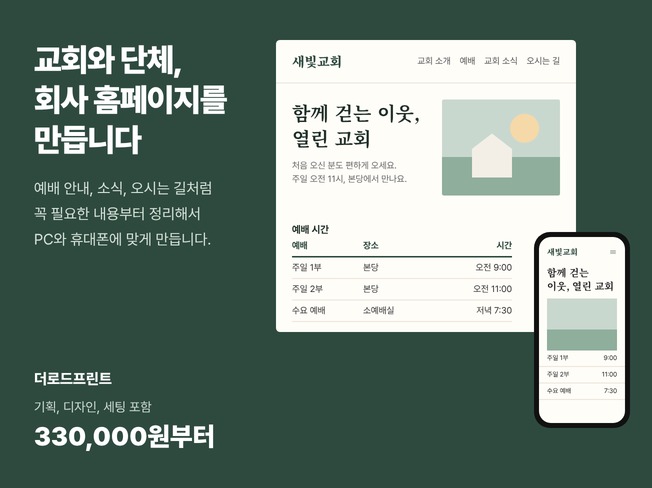 교회와 단체,
회사 홈페이지를
만듭니다
예배 안내, 소식, 오시는 길처럼
꼭 필요한 내용부터 정리해서
PC와 휴대폰에 맞게 만듭니다.
더로드프린트
기획, 디자인, 세팅 포함
330,000원부터
새빛교회
교회 소개 예배 교회 소식 오시는 길
함께 걷는 이웃,
열린 교회
처음 오신 분도 편하게 오세요.
주일 오전 11시, 본당에서 만나요.
예배 시간
예배 장소 시간
주일 1부 본당 오전 9:00
주일 2부 본당 오전 11:00
수요 예배 소예배실 저녁 7:30
새빛교회
함께 걷는
이웃, 열린 교회
주일 1부 9:00
주일 2부 11:00
수요 예배 7:30